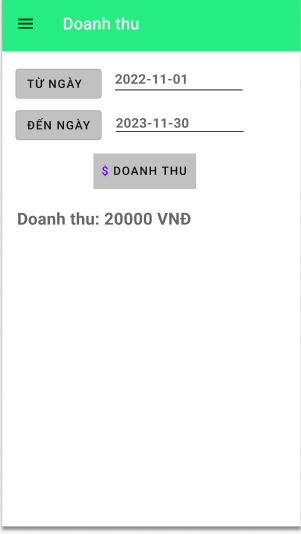 Doanh thu
TỪ NGÀY 2022-11-01
ĐẾN NGÀY 2023-11-30
$ DOANH THU
Doanh thu: 20000 VNĐ